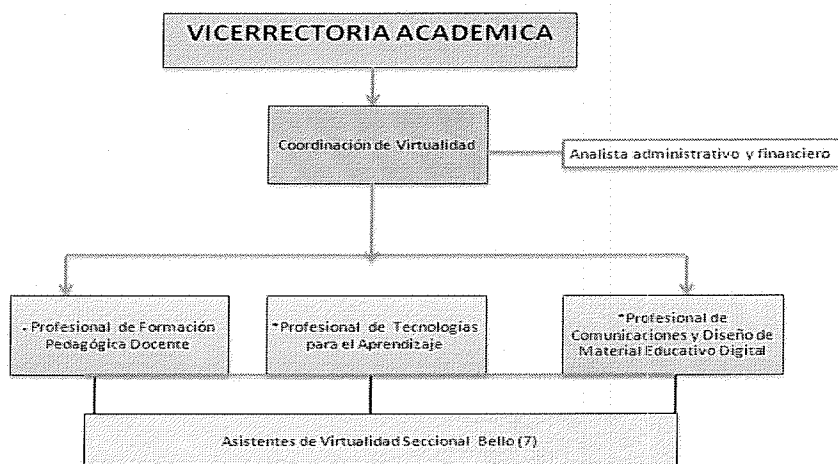 VICERRECTORIA ACADEMICA
Coordinación de Virtualidad
Analista administrativo y financiero
- Profesional de Formación
Pedagógica Docente
*Profesional de Tecnologías
para el Aprendizaje
*Profesional de
Comunicaciones y Diseño de
Material Educativo Digital
Asistentes de Virtualidad Seccional Bello (7)